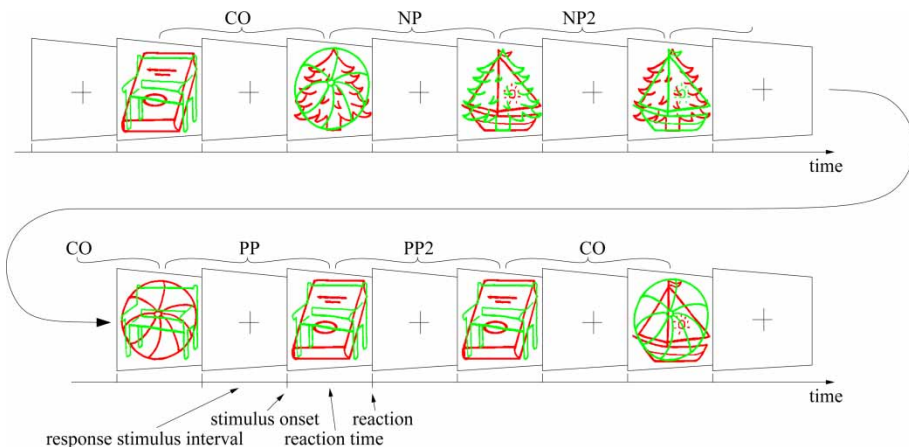 CO NP NP2
time
CO PP PP2 CO
time
stimulus onset reaction
response stimulus interval reaction time